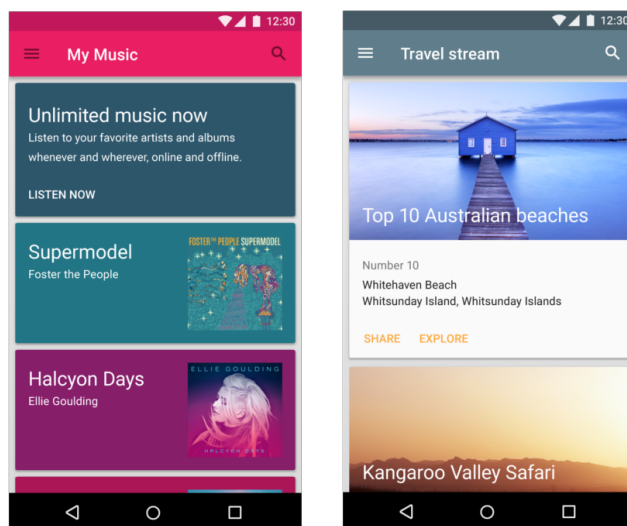 12:30
My Music
Unlimited music now
Listen to your favorite artists and albums
whenever and wherever, online and offline.
LISTEN NOW
Supermodel
Foster the People
FOSTER THE PEOPLE SUPERMODEL
Halcyon Days
Ellie Goulding
ELLIE GOULDING
HALCYON DAYS
12:30
Travel stream
Top 10 Australian beaches
Number 10
Whitehaven Beach
Whitsunday Island, Whitsunday Islands
SHARE EXPLORE
Kangaroo Valley Safari